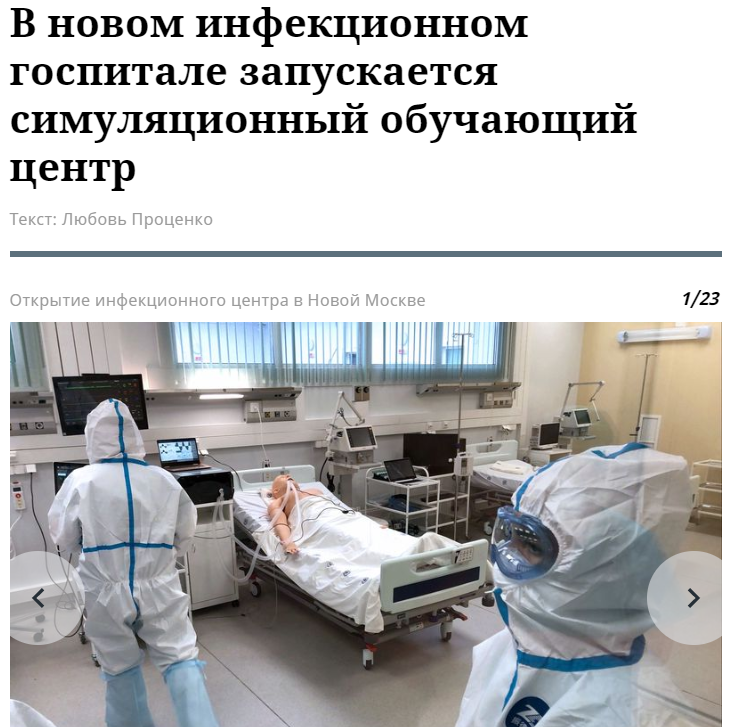 В новом инфекционном
госпитале запускается
симуляционный обучающий
центр
Текст: Любовь Проценко
Открытие инфекционного центра в Новой Москве
1/23